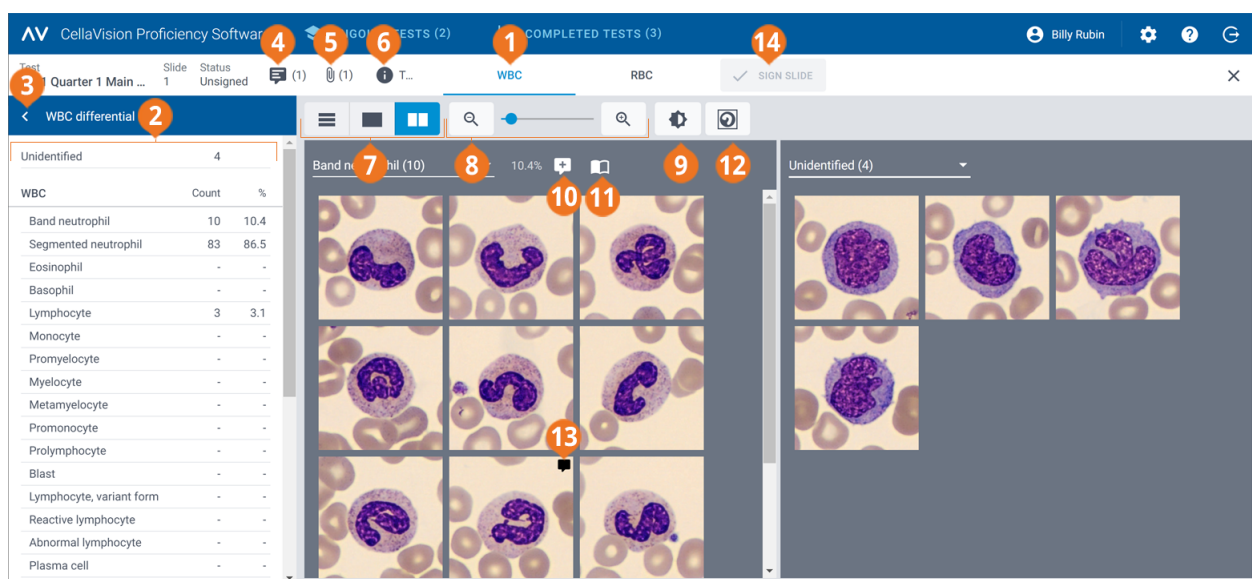 CellaVision Proficiency Softwa
TESTS (2)
COMPLETED TESTS (3)
Billy Rubin
4
5
6
1
14
Test
Slide
Status
1 Quarter 1 Main ...
1
Unsigned
(1)
(1)
T...
WBC
RBC
SIGN SLIDE
3
WBC differential
2
7
8
9
12
Unidentified 4
WBC Count %
Band neutrophil 10 10.4
Segmented neutrophil 83 86.5
Eosinophil - -
Basophil - -
Lymphocyte 3 3.1
Monocyte - -
Promyelocyte - -
Myelocyte - -
Metamyelocyte - -
Promonocyte - -
Prolymphocyte - -
Blast - -
Lymphocyte, variant form - -
Reactive lymphocyte - -
Abnormal lymphocyte - -
Plasma cell - -
Band ne
hil (10)
10.4%
10
11
Unidentified (4)
13